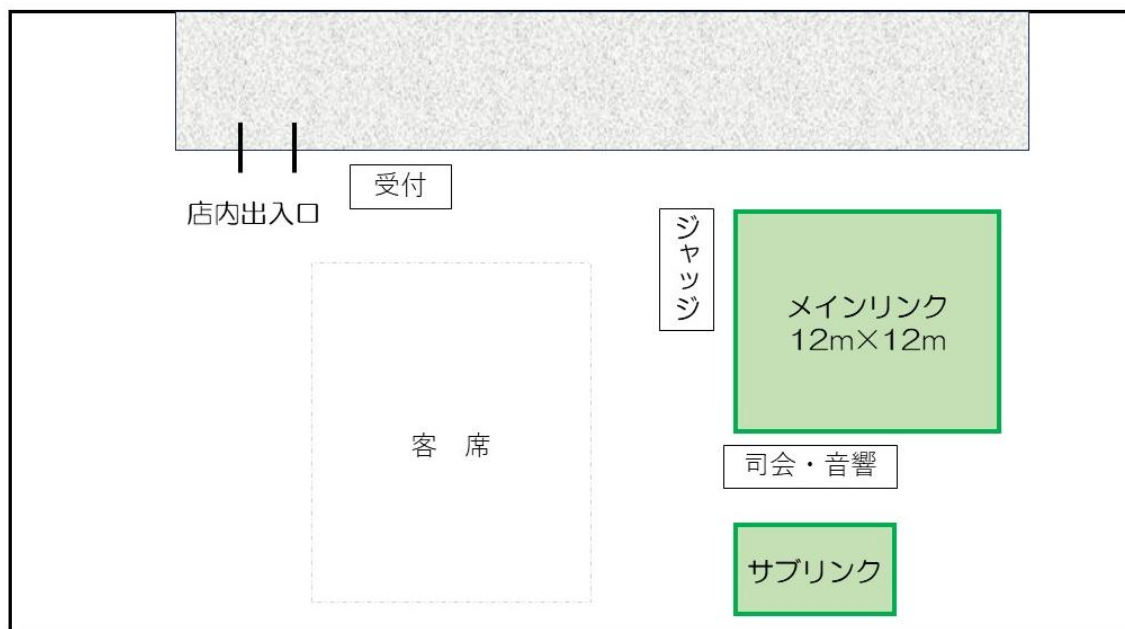 受付
店内出入口
ジャッジ
メインリンク
12m×12m
客 席
司会・音響
サブリンク